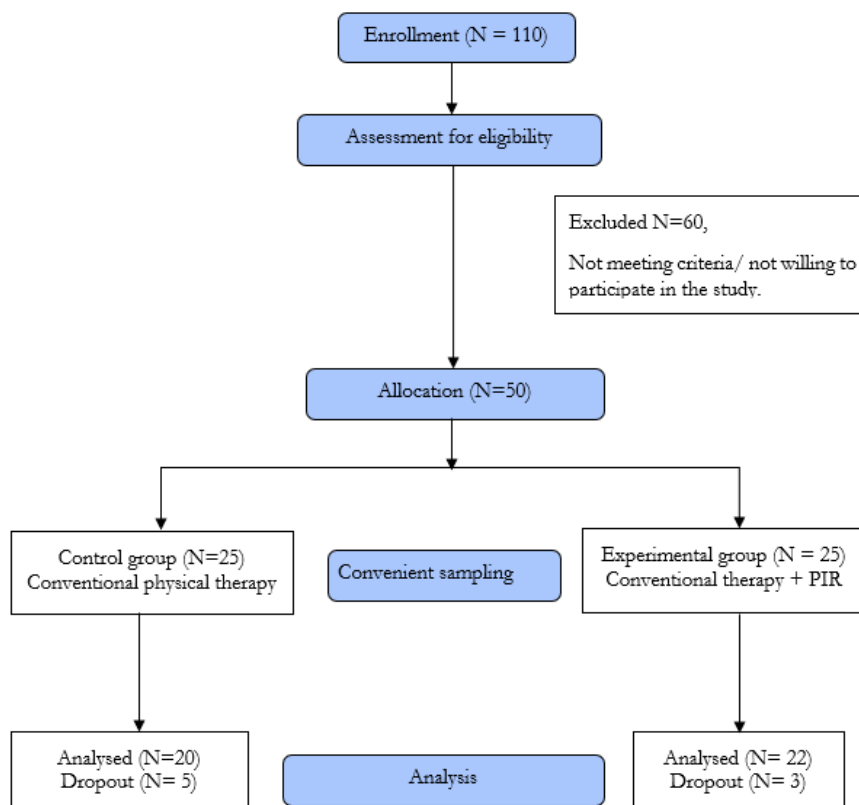 Enrollment (N = 110)
Assessment for eligibility
Excluded N=60,
Not meeting criteria/ not willing to
participate in the study.
Allocation (N=50)
Control group (N=25)
Conventional physical therapy
Convenient sampling
Experimental group (N = 25)
Conventional therapy + PIR
Analysed (N=20)
Dropout (N= 5)
Analysis
Analysed (N= 22)
Dropout (N= 3)